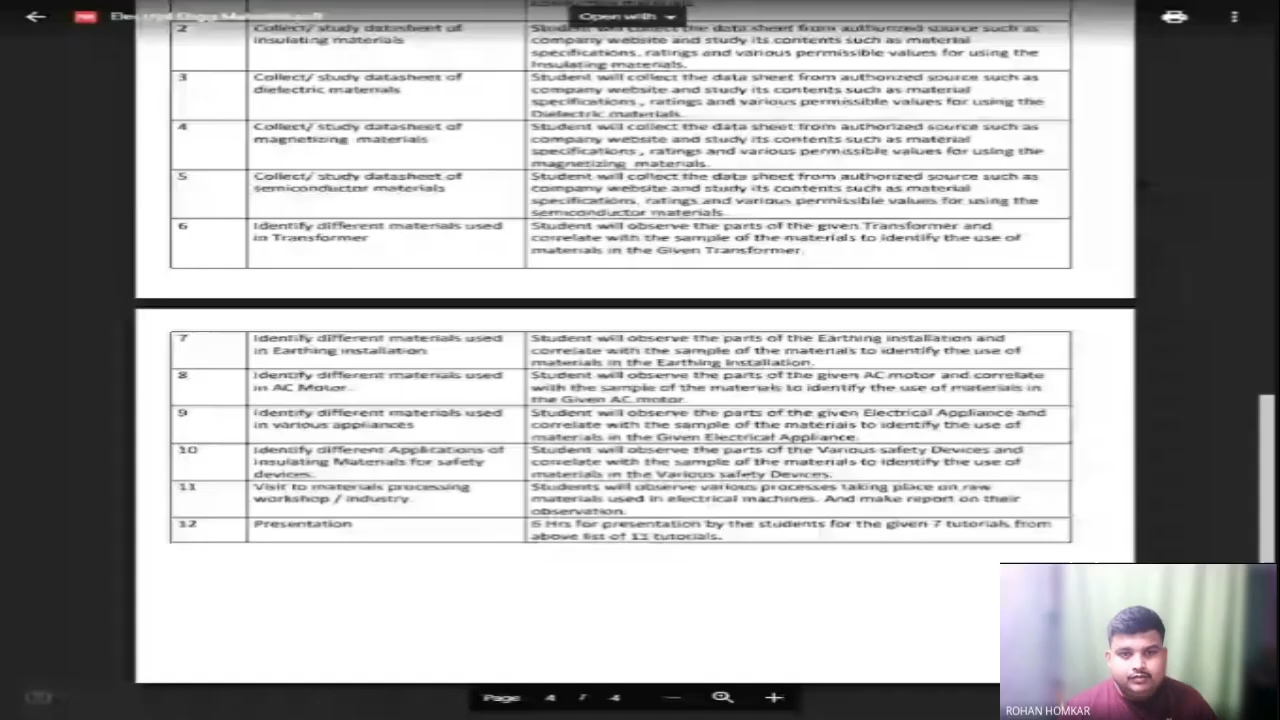 Open with
2
Collect/ study datasheet of
insulating materials
Student will collect the data sheet from authorized source such as
company website and study its contents such as material
specifications, ratings and various permissible values for using the
Insulating materials.
3
Collect/ study datasheet of
dielectric materials
Student will collect the data sheet from authorized source such as
company website and study its contents such as material
specifications, ratings and various permissible values for using the
Dielectric materials.
4
Collect/ study datasheet of
magnetizing materials
Student will collect the data sheet from authorized source such as
company website and study its contents such as material
specifications, ratings and various permissible values for using the
magnetizing materials.
5
Collect/ study datasheet of
semiconductor materials
Student will collect the data sheet from authorized source such as
company website and study its contents such as material
specifications, ratings and various permissible values for using the
semiconductor materials.
6
Identify different materials used
in Transformer
Student will observe the parts of the given Transformer and
correlate with the sample of the materials to identify the use of
materials in the Given Transformer.
7
Identify different materials used
in Earthing installation
Student will observe the parts of the Earthing installation and
correlate with the sample of the materials to identify the use of
materials in the Earthing Installation.
8
Identify different materials used
in AC Motor.
Student will observe the parts of the given AC motor and correlate
with the sample of the materials to identify the use of materials in
the Given AC motor.
9
Identify different materials used
in various appliances
Student will observe the parts of the given Electrical Appliance and
correlate with the sample of the materials to identify the use of
materials in the Given Electrical Appliance.
10
Identify different Applications of
Insulating Materials for safety
devices.
Student will observe the parts of the Various safety Devices and
correlate with the sample of the materials to identify the use of
materials in the Various safety Devices.
11
Visit to materials processing
workshop / industry.
Students will observe various processes taking place on raw
materials used in electrical machines. And make report on their
observation.
12
Presentation
6 Hrs for presentation by the students for the given 7 tutorials from
above list of 11 tutorials.
Page 4 / 4
ROHAN HOMKAR